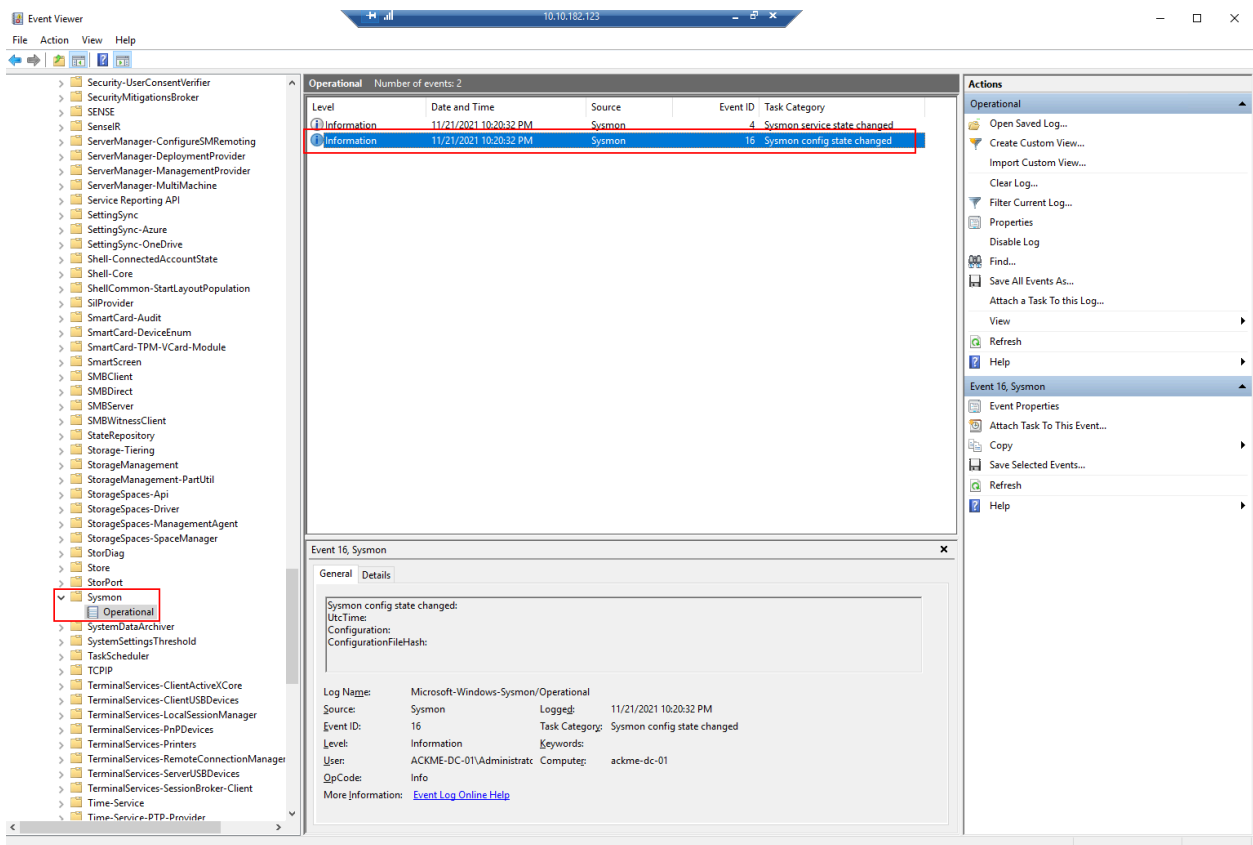 Event Viewer
10.10.182.123
File Action View Help
Security-UserConsentVerifier
SecurityMitigationsBroker
SENSE
SenseIR
ServerManager-ConfigureSMRemoting
ServerManager-DeploymentProvider
ServerManager-ManagementProvider
ServerManager-MultiMachine
Service Reporting API
SettingSync
SettingSync-Azure
SettingSync-OneDrive
Shell-ConnectedAccountState
Shell-Core
ShellCommon-StartLayoutPopulation
SilProvider
SmartCard-Audit
SmartCard-DeviceEnum
SmartCard-TPM-VCard-Module
SmartScreen
SMBClient
SMBDirect
SMBServer
SMBWitnessClient
StateRepository
Storage-Tiering
StorageManagement
StorageManagement-PartUtil
StorageSpaces-Api
StorageSpaces-Driver
StorageSpaces-ManagementAgent
StorageSpaces-SpaceManager
StorDiag
Store
StorPort
Sysmon
Operational
SystemDataArchiver
SystemSettingsThreshold
TaskScheduler
TCPIP
TerminalServices-ClientActiveXCore
TerminalServices-ClientUSBDevices
TerminalServices-LocalSessionManager
TerminalServices-PnPDevices
TerminalServices-Printers
TerminalServices-RemoteConnectionManager
TerminalServices-ServerUSBDevices
TerminalServices-SessionBroker-Client
Time-Service
Time-Service-PTP-Provider
Operational Number of events: 2
Level Date and Time Source Event ID Task Category
Information 11/21/2021 10:20:32 PM Sysmon 4 Sysmon service state changed
Information 11/21/2021 10:20:32 PM Sysmon 16 Sysmon config state changed
Event 16, Sysmon
General Details
Sysmon config state changed:
UtcTime:
Configuration:
ConfigurationFileHash:
Log Name: Microsoft-Windows-Sysmon/Operational
Source: Sysmon Logged: 11/21/2021 10:20:32 PM
Event ID: 16 Task Category: Sysmon config state changed
Level: Information Keywords:
User: ACKME-DC-01\Administratc Computer: ackme-dc-01
OpCode: Info
More Information: Event Log Online Help
Actions
Operational
Open Saved Log...
Create Custom View...
Import Custom View...
Clear Log...
Filter Current Log...
Properties
Disable Log
Find...
Save All Events As...
Attach a Task To this Log...
View
Refresh
Help
Event 16, Sysmon
Event Properties
Attach Task To This Event...
Copy
Save Selected Events...
Refresh
Help